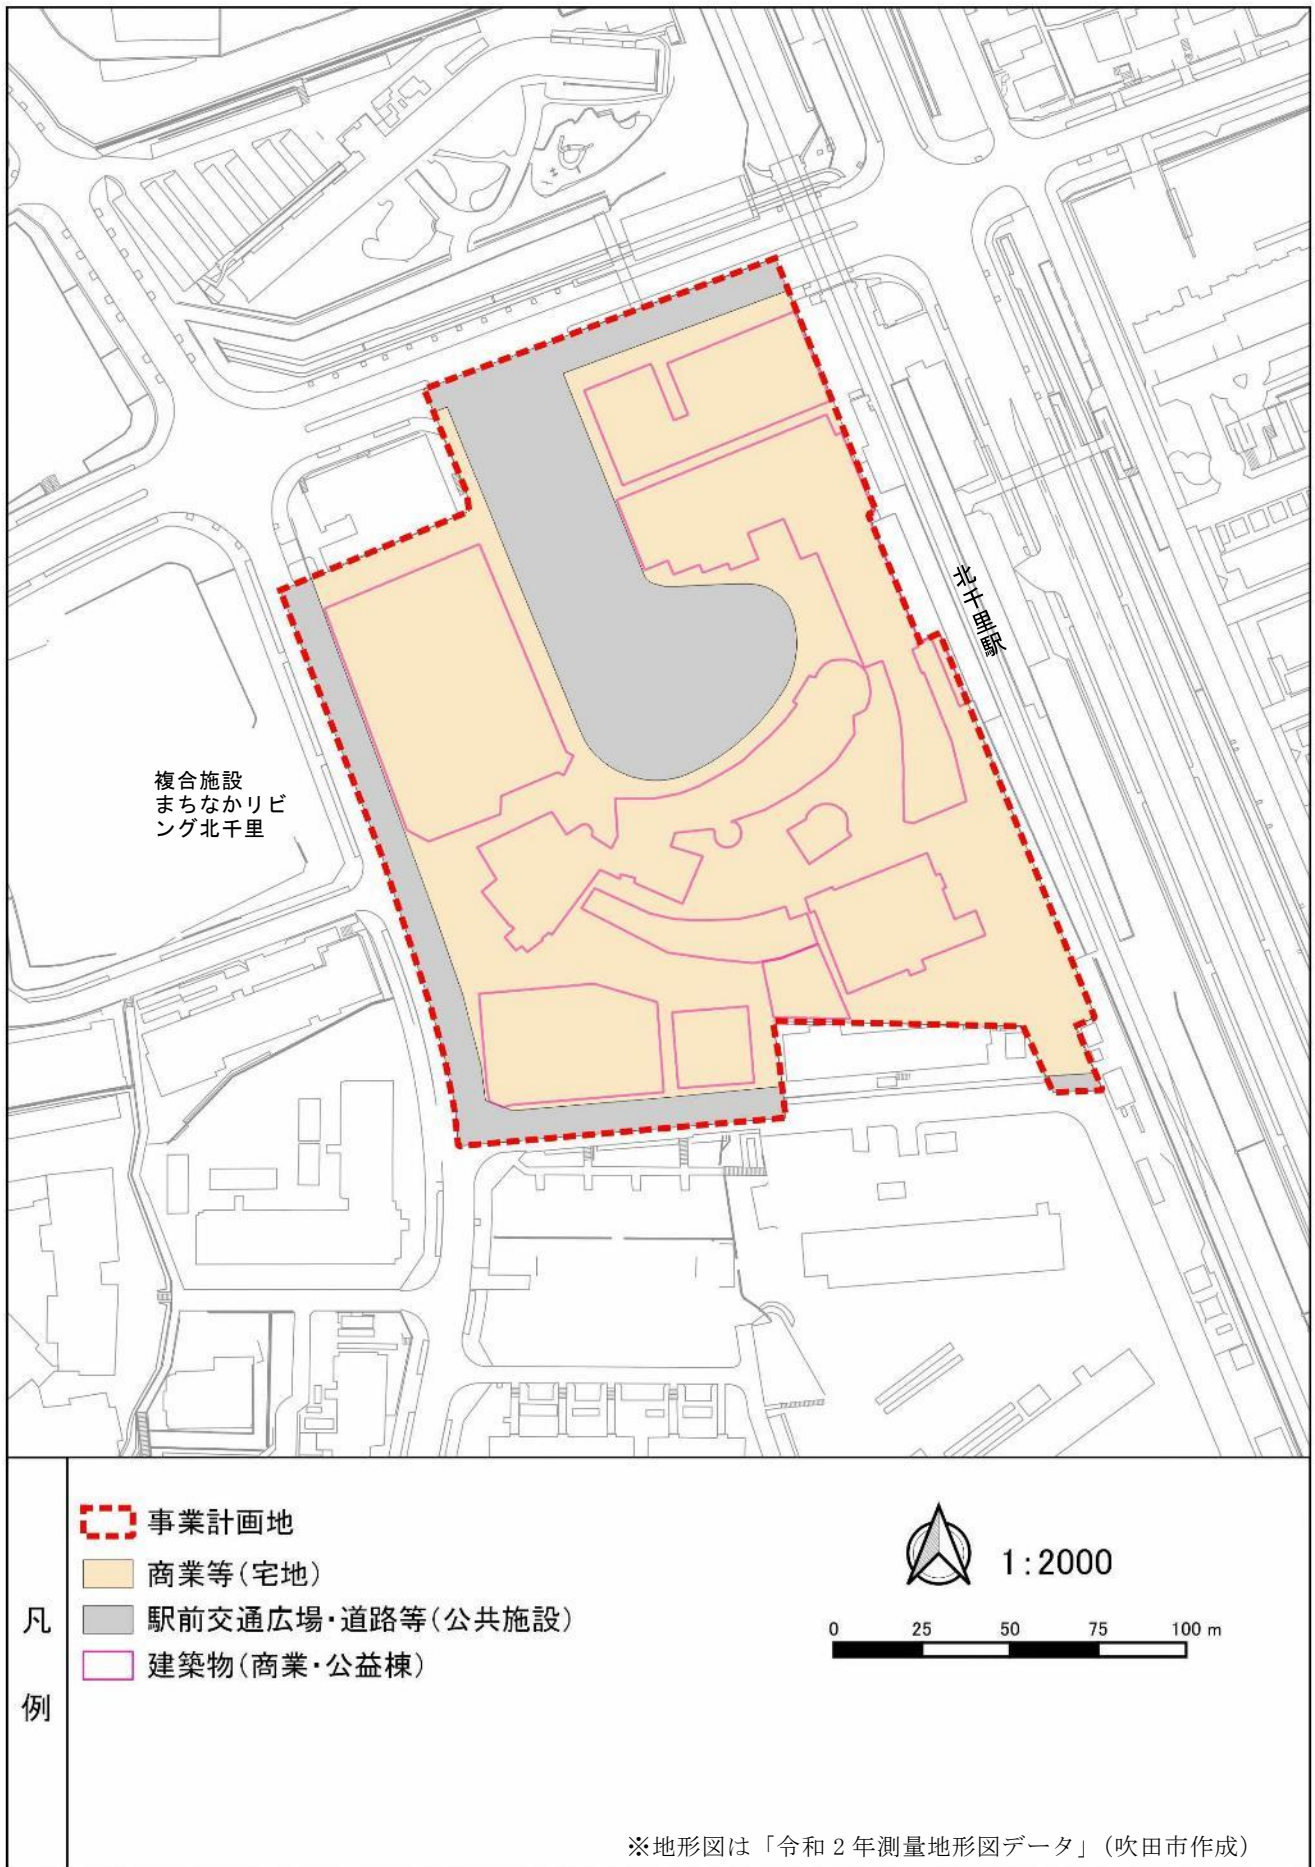 北千里駅
複合施設
まちなかリビ
ング北千里
凡例
事業計画地
商業等(宅地)
駅前交通広場・道路等(公共施設)
建築物(商業・公益棟)
1:2000
0 25 50 75 100 m
※地形図は「令和2年測量地形図データ」(吹田市作成)